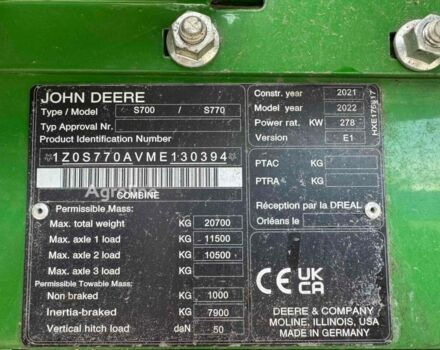 JOHN DEERE
Type / Model S700 / S770
Typ Approval Nr.
Product Identification Number
☆1Z0S770AVME130394☆
COMBINE
Permissible Mass:
Max. total weight KG 20700
Max. axle 1 load KG 11500
Max. axle 2 load KG 10500
Max. axle 3 load KG
Permissible Towable Mass:
Non braked KG 1000
Inertia-braked KG 7900
Vertical hitch load daN 50
Constr. year 2021
Model year 2022
Power rat. KW 278
Version E1
PTAC KG
PTRA KG
Réception par la DREAL
Orléans le
CE UK
CA
DEERE & COMPANY
MOLINE, ILLINOIS, USA
MADE IN GERMANY